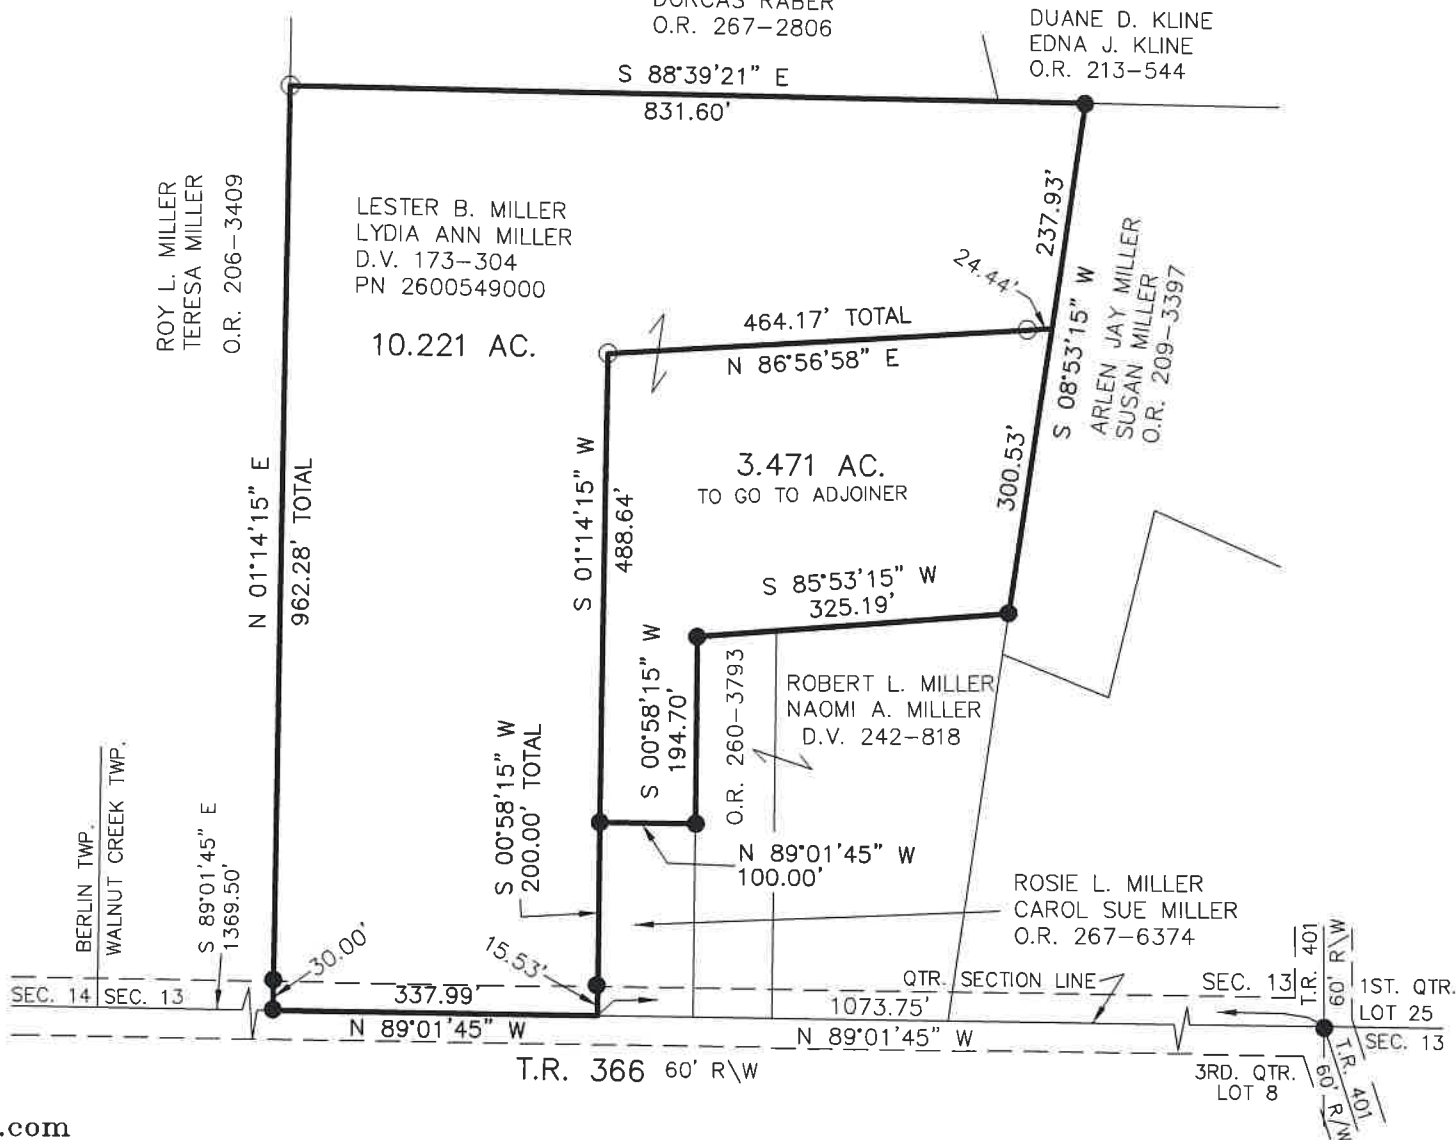 DORCAS RABER
O.R. 267-2806
DUANE D. KLINE
EDNA J. KLINE
O.R. 213-544
S 88°39'21" E
831.60'
ROY L. MILLER
TERESA MILLER
O.R. 206-3409
LESTER B. MILLER
LYDIA ANN MILLER
D.V. 173-304
PN 2600549000
10.221 AC.
237.93'
24.44'
S 08°53'15" W
ARLEN JAY MILLER
SUSAN MILLER
O.R. 209-3397
464.17' TOTAL
N 86°56'58" E
N 01°14'15" E
962.28' TOTAL
S 01°14'15" W
488.64'
3.471 AC.
TO GO TO ADJOINER
300.53'
S 85°53'15" W
325.19'
S 00°58'15" W
194.70'
O.R. 260-3793
ROBERT L. MILLER
NAOMI A. MILLER
D.V. 242-818
S 00°58'15" W
200.00' TOTAL
N 89°01'45" W
100.00'
BERLIN TWP.
WALNUT CREEK TWP.
S 89°01'45" E
1369.50'
ROSIE L. MILLER
CAROL SUE MILLER
O.R. 267-6374
30.00'
15.53'
SEC. 14
SEC. 13
337.99'
N 89°01'45" W
QTR. SECTION LINE
1073.75'
N 89°01'45" W
SEC. 13
T.R. 401
60' R\W
1ST. QTR.
LOT 25
SEC. 13
T.R. 366 60' R\W
3RD. QTR.
LOT 8
T.R. 401
60' R/W
.com